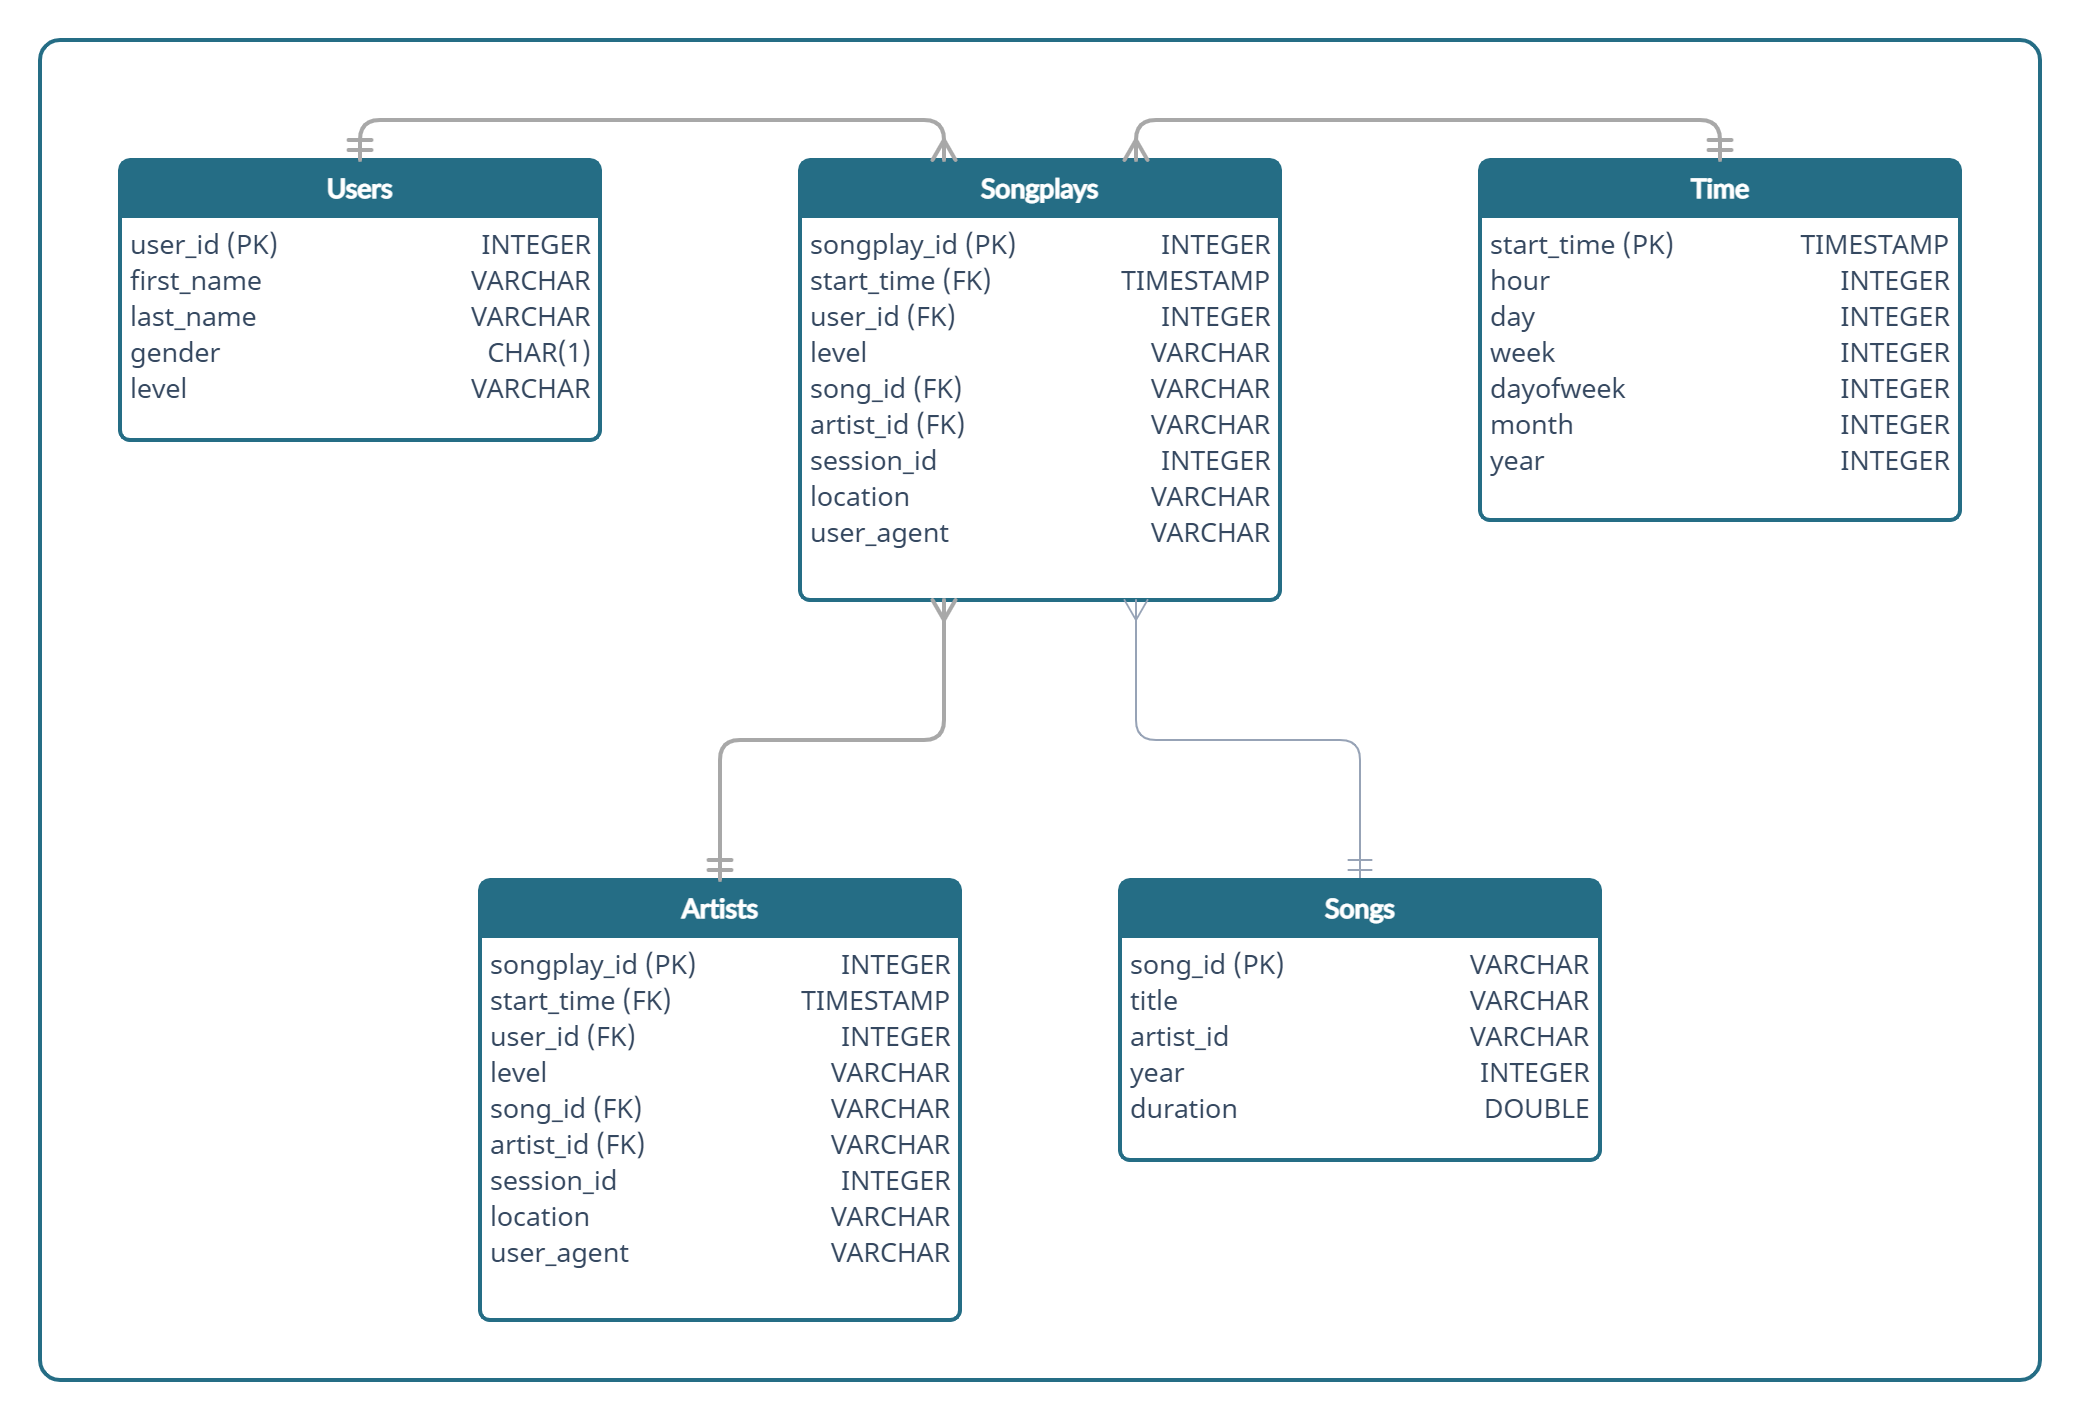 Users
user_id (PK) INTEGER
first_name VARCHAR
last_name VARCHAR
gender CHAR(1)
level VARCHAR
Songplays
songplay_id (PK) INTEGER
start_time (FK) TIMESTAMP
user_id (FK) INTEGER
level VARCHAR
song_id (FK) VARCHAR
artist_id (FK) VARCHAR
session_id INTEGER
location VARCHAR
user_agent VARCHAR
Time
start_time (PK) TIMESTAMP
hour INTEGER
day INTEGER
week INTEGER
dayofweek INTEGER
month INTEGER
year INTEGER
Artists
songplay_id (PK) INTEGER
start_time (FK) TIMESTAMP
user_id (FK) INTEGER
level VARCHAR
song_id (FK) VARCHAR
artist_id (FK) VARCHAR
session_id INTEGER
location VARCHAR
user_agent VARCHAR
Songs
song_id (PK) VARCHAR
title VARCHAR
artist_id VARCHAR
year INTEGER
duration DOUBLE